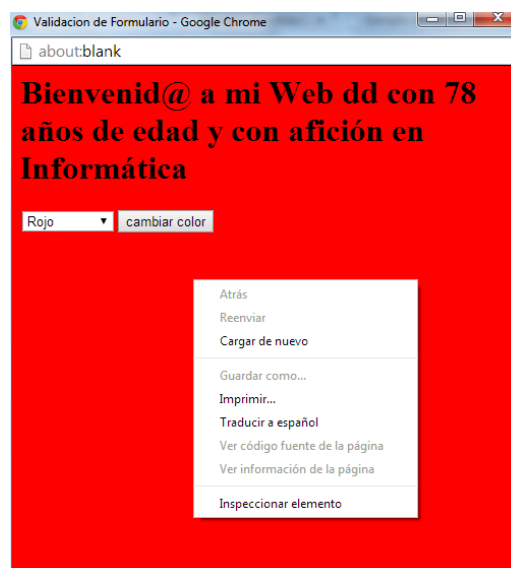 Validacion de Formulario - Google Chrome
about:blank
Bienvenid@ a mi Web dd con 78
años de edad y con afición en
Informática
Rojo cambiar color
Atrás
Reenviar
Cargar de nuevo
Guardar como...
Imprimir...
Traducir a español
Ver código fuente de la página
Ver información de la página
Inspeccionar elemento